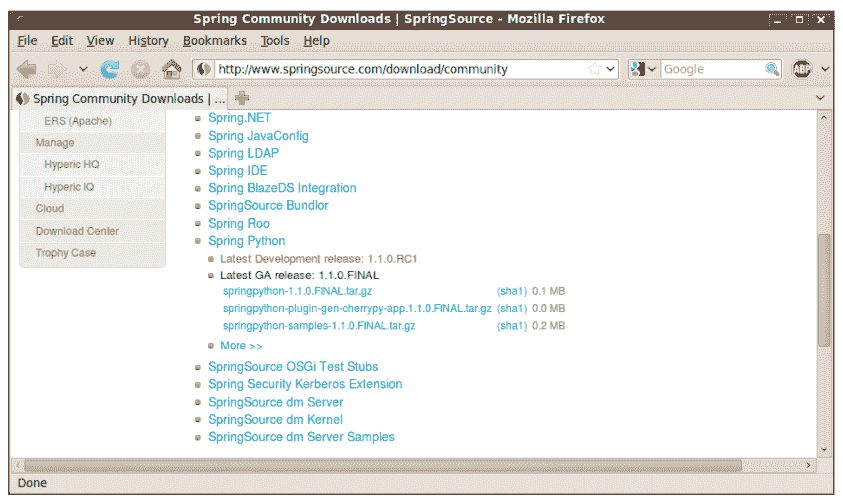 Spring Community Downloads | SpringSource - Mozilla Firefox
File Edit View History Bookmarks Tools Help
http://www.springsource.com/download/community
Google
ABP
Spring Community Downloads | ...
ERS (Apache)
Manage
Hyperic HQ
Hyperic IQ
Cloud
Download Center
Trophy Case
Spring.NET
Spring JavaConfig
Spring LDAP
Spring IDE
Spring BlazeDS Integration
SpringSource Bundlor
Spring Roo
Spring Python
Latest Development release: 1.1.0.RC1
Latest GA release: 1.1.0.FINAL
springpython-1.1.0.FINAL.tar.gz (sha1) 0.1 MB
springpython-plugin-gen-cherrypy-app.1.1.0.FINAL.tar.gz (sha1) 0.0 MB
springpython-samples-1.1.0.FINAL.tar.gz (sha1) 0.2 MB
More >>
SpringSource OSGi Test Stubs
Spring Security Kerberos Extension
SpringSource dm Server
SpringSource dm Kernel
SpringSource dm Server Samples
Done